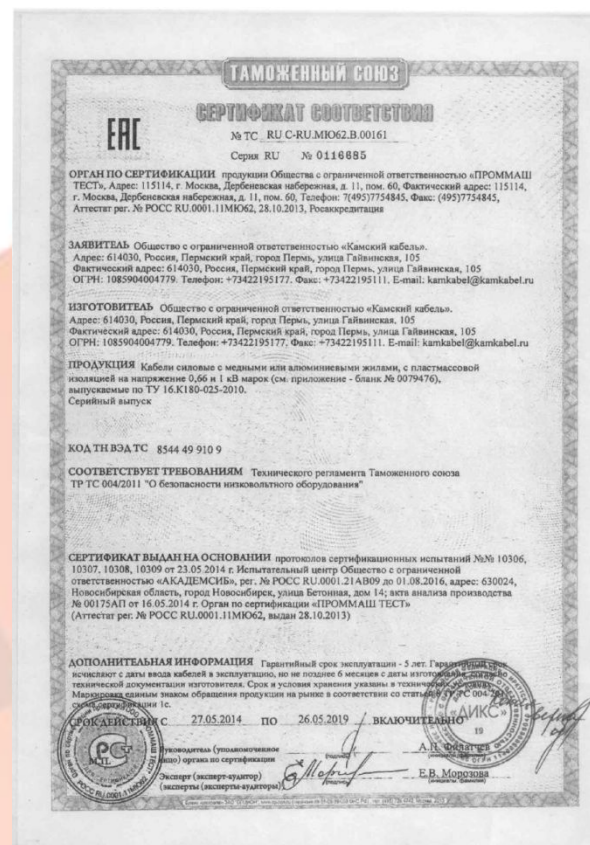 ТАМОЖЕННЫЙ СОЮЗ
СЕРТИФИКАТ СООТВЕТСТВИЯ
ЕАС
№ ТС RU C-RU.МЮ62.В.00161
Серия RU № 0116685
ОРГАН ПО СЕРТИФИКАЦИИ продукции Общества с ограниченной ответственностью «ПРОММАШ
ТЕСТ», Адрес: 115114, г. Москва, Дербеневская набережная, д. 11, пом. 60, Фактический адрес: 115114,
г. Москва, Дербеневская набережная, д. 11, пом. 60, Телефон: 7(495)7754845, Факс: (495)7754845,
Аттестат рег. № РОСС RU.0001.11МЮ62, 28.10.2013, Росаккредитация
ЗАЯВИТЕЛЬ Общество с ограниченной ответственностью «Камский кабель».
Адрес: 614030, Россия, Пермский край, город Пермь, улица Гайвинская, 105
Фактический адрес: 614030, Россия, Пермский край, город Пермь, улица Гайвинская, 105
ОГРН: 1085904004779. Телефон: +73422195177. Факс: +73422195111. E-mail: kamkabel@kamkabel.ru
ИЗГОТОВИТЕЛЬ Общество с ограниченной ответственностью «Камский кабель».
Адрес: 614030, Россия, Пермский край, город Пермь, улица Гайвинская, 105
Фактический адрес: 614030, Россия, Пермский край, город Пермь, улица Гайвинская, 105
ОГРН: 1085904004779. Телефон: +73422195177. Факс: +73422195111. E-mail: kamkabel@kamkabel.ru
ПРОДУКЦИЯ Кабели силовые с медными или алюминиевыми жилами, с пластмассовой
изоляцией на напряжение 0,66 и 1 кВ марок (см. приложение - бланк № 0079476),
выпускаемые по ТУ 16.К180-025-2010.
Серийный выпуск
КОД ТН ВЭД ТС 8544 49 910 9
СООТВЕТСТВУЕТ ТРЕБОВАНИЯМ Технического регламента Таможенного союза
ТР ТС 004/2011 "О безопасности низковольтного оборудования"
СЕРТИФИКАТ ВЫДАН НА ОСНОВАНИИ протоколов сертификационных испытаний №№ 10306,
10307, 10308, 10309 от 23.05.2014 г. Испытательный центр Общество с ограниченной
ответственностью «АКАДЕМСИБ», рег. № РОСС RU.0001.21АВ09 до 01.08.2016, адрес: 630024,
Новосибирская область, город Новосибирск, улица Бетонная, дом 14; акта анализа производства
№ 00175АП от 16.05.2014 г. Орган по сертификации «ПРОММАШ ТЕСТ»
(Аттестат рег. № РОСС RU.0001.11МЮ62, выдан 28.10.2013)
ДОПОЛНИТЕЛЬНАЯ ИНФОРМАЦИЯ Гарантийный срок эксплуатации - 5 лет. Гарантийный срок
исчисляют с даты ввода кабелей в эксплуатацию, но не позднее 6 месяцев с даты изготовления, согласно
технической документации изготовителя. Срок и условия хранения указаны в технической
Маркировка единым знаком обращения продукции на рынке в соответствии со статьёй ТР ТС 004/2011
схема сертификации 1с.
СРОК ДЕЙСТВИЯ С 27.05.2014 ПО 26.05.2019 ВКЛЮЧИТЕЛЬНО
М.П.
Руководитель (уполномоченное
лицо) органа по сертификации
А.П. Филатчев
Эксперт (эксперт-аудитор)
(эксперты (эксперты-аудиторы))
Е.В. Морозова